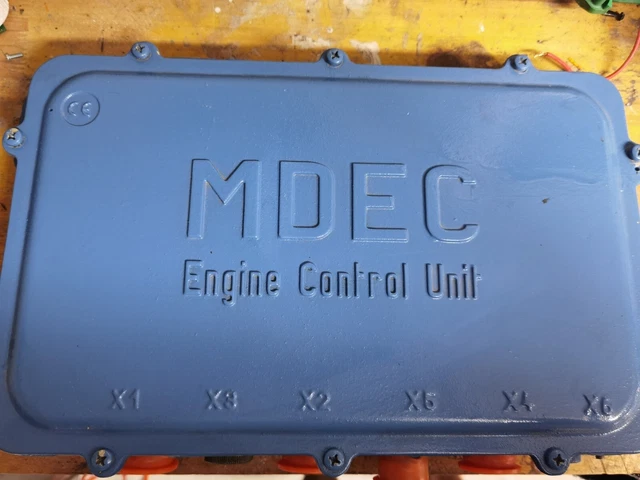 CE
MDEC
Engine Control Unit
X1 X3 X2 X5 X4 X6